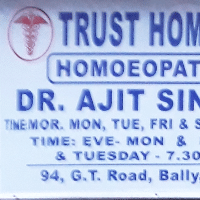 TRUST HOM
HOMOEOPAT
DR. AJIT SIN
TIME:MOR. MON, TUE, FRI & S
TIME: EVE- MON &
& TUESDAY - 7.30
94, G.T. Road, Bally,